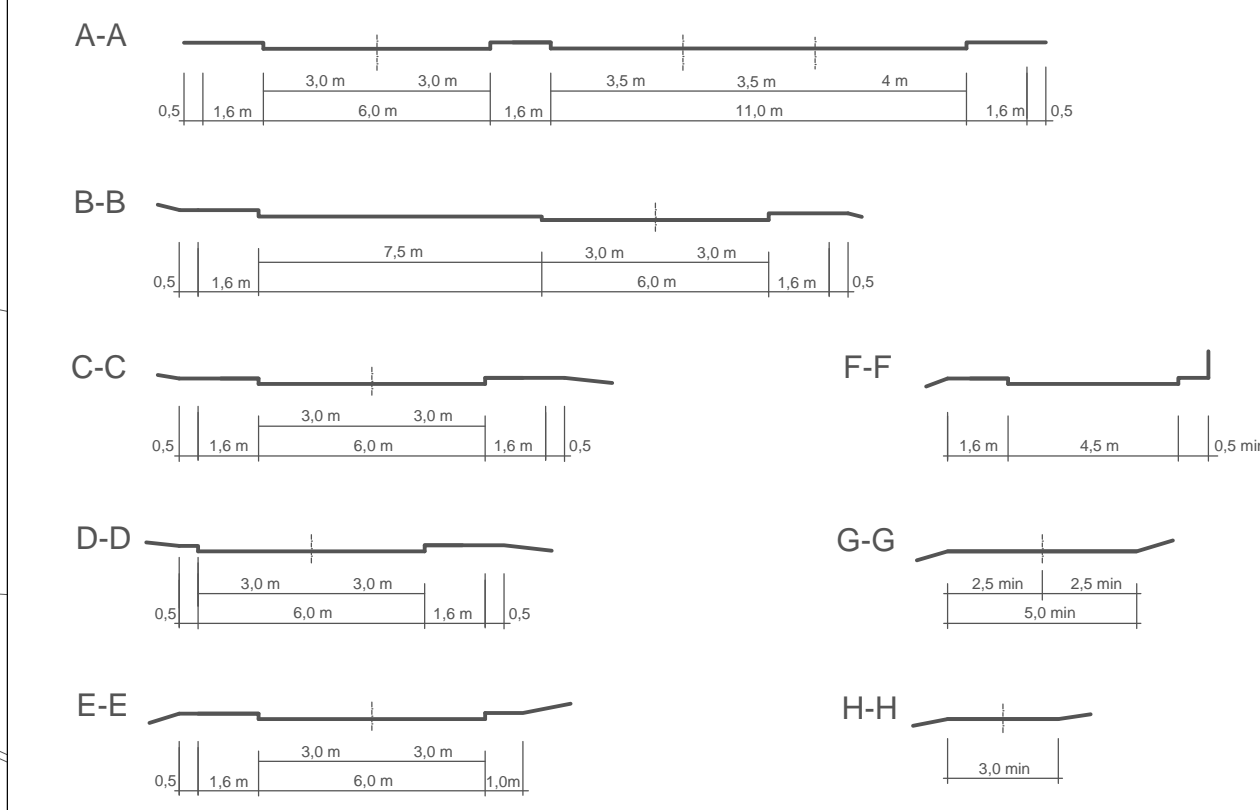 A-A
3,0 m 3,0 m 3,5 m 3,5 m 4 m
0,5 1,6 m 6,0 m 1,6 m 11,0 m 1,6 m 0,5
B-B
7,5 m 3,0 m 3,0 m
0,5 1,6 m 6,0 m 1,6 m 0,5
C-C
3,0 m 3,0 m
0,5 1,6 m 6,0 m 1,6 m 0,5
F-F
1,6 m 4,5 m 0,5 min
D-D
3,0 m 3,0 m
0,5 6,0 m 1,6 m 0,5
G-G
2,5 min 2,5 min
5,0 min
E-E
3,0 m 3,0 m
0,5 1,6 m 6,0 m 1,0m
H-H
3,0 min